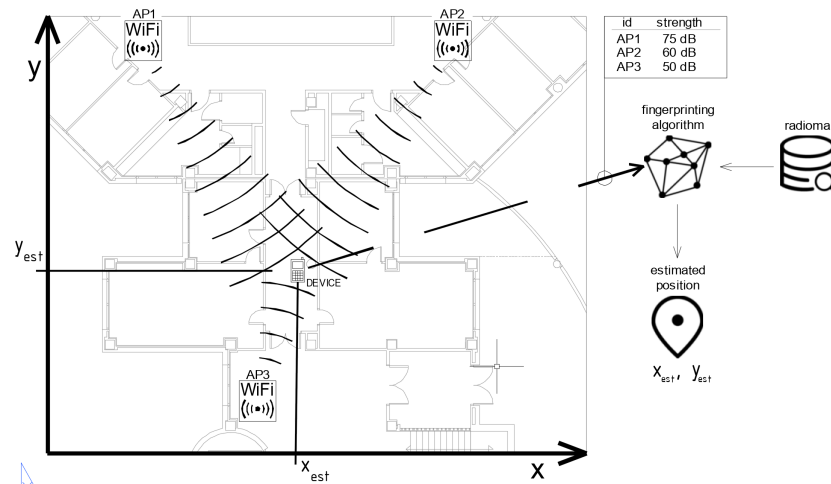 AP1
WiFi
AP2
WiFi
id strength
AP1 75 dB
AP2 60 dB
AP3 50 dB
y
fingerprinting
algorithm
radioma
y est
DEVICE
estimated
position
x est, y est
AP3
WiFi
x est
x